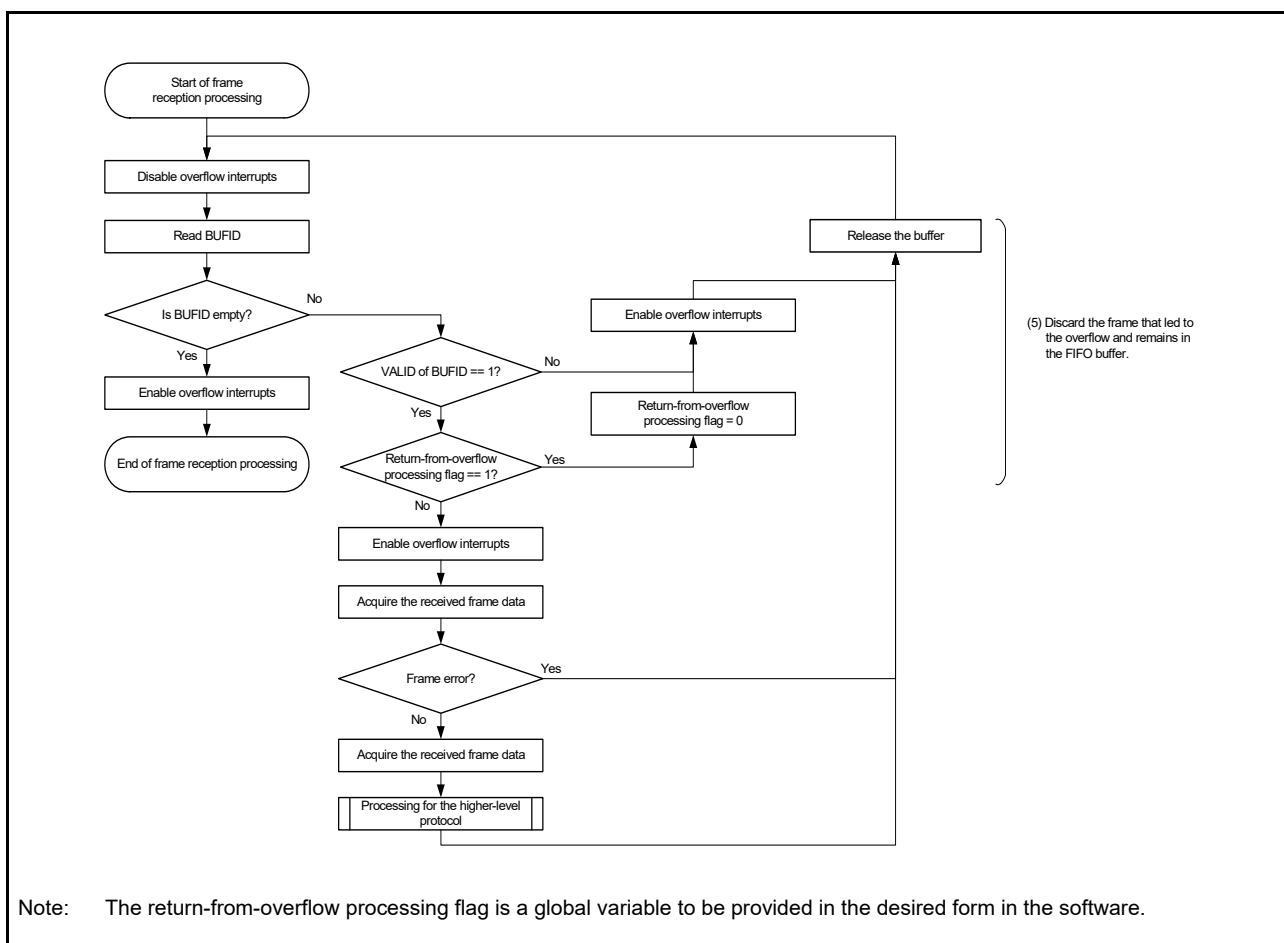 Start of frame
reception processing
Disable overflow interrupts
Read BUFID
Release the buffer
Is BUFID empty?
No
Yes
Enable overflow interrupts
(5) Discard the frame that led to
the overflow and remains in
the FIFO buffer.
VALID of BUFID == 1?
No
Yes
Enable overflow interrupts
Return-from-overflow
processing flag = 0
End of frame reception processing
Return-from-overflow
processing flag == 1?
Yes
No
Enable overflow interrupts
Acquire the received frame data
Frame error?
Yes
No
Acquire the received frame data
Processing for the higher-level
protocol
Note: The return-from-overflow processing flag is a global variable to be provided in the desired form in the software.